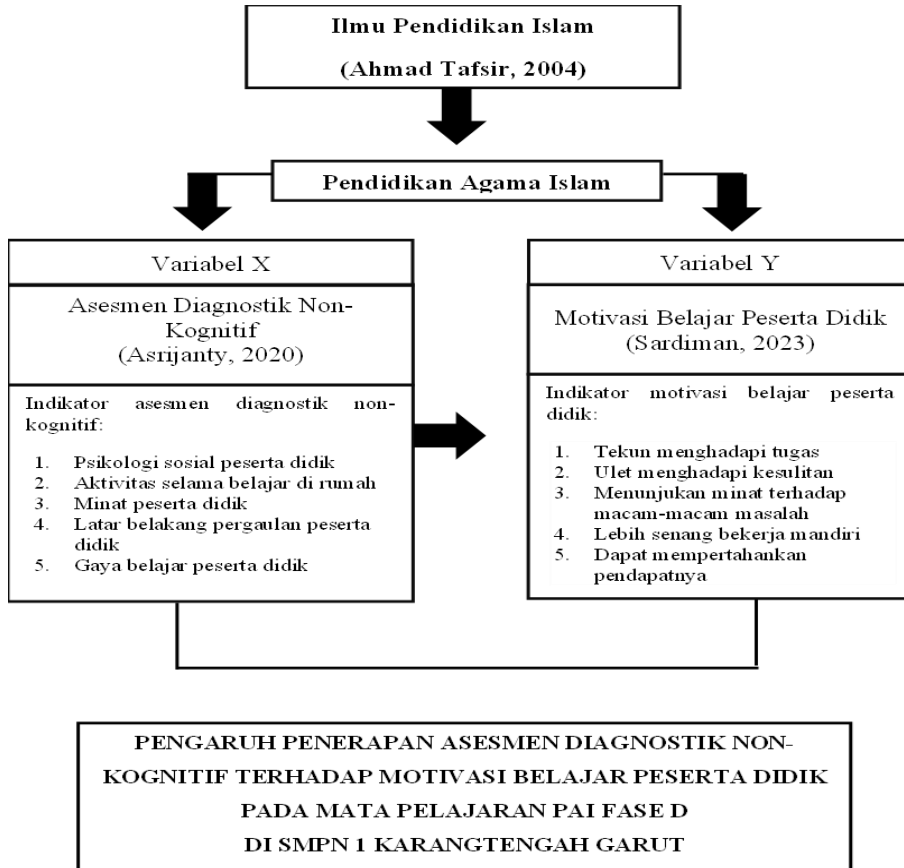 Ilmu Pendidikan Islam
(Ahmad Tafsir, 2004)
Pendidikan Agama Islam
Variabel X
Asesmen Diagnostik Non-
Kognitif
(Asrijanty, 2020)
Indikator asesmen diagnostik non-
kognitif:
1. Psikologi sosial peserta didik
2. Aktivitas selama belajar di rumah
3. Minat peserta didik
4. Latar belakang pergaulan peserta
didik
5. Gaya belajar peserta didik
Variabel Y
Motivasi Belajar Peserta Didik
(Sardiman, 2023)
Indikator motivasi belajar peserta
didik:
1. Tekun menghadapi tugas
2. Ulet menghadapi kesulitan
3. Menunjukan minat terhadap
macam-macam masalah
4. Lebih senang bekerja mandiri
5. Dapat mempertahankan
pendapatnya
PENGARUH PENERAPAN ASESMEN DIAGNOSTIK NON-
KOGNITIF TERHADAP MOTIVASI BELAJAR PESERTA DIDIK
PADA MATA PELAJARAN PAI FASE D
DI SMPN 1 KARANGTENGAH GARUT